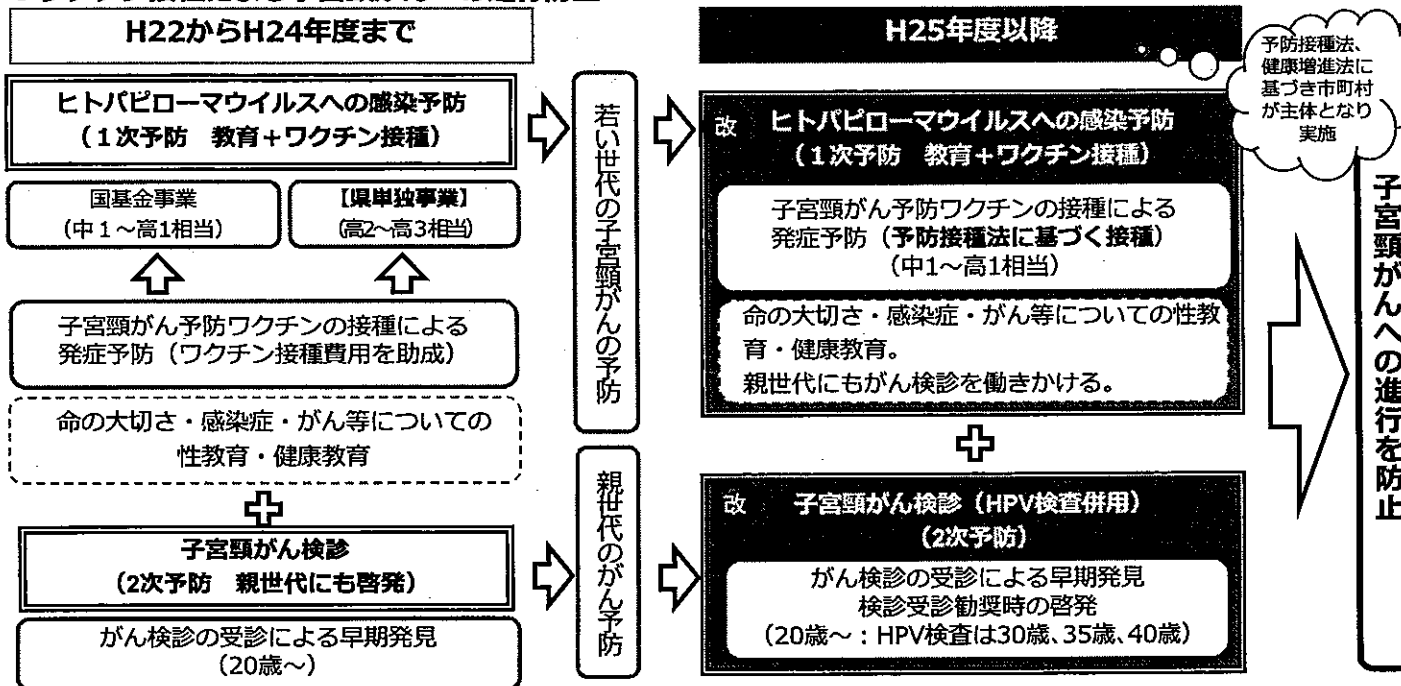 H22からH24年度まで
ヒトパピローマウイルスへの感染予防
(1次予防 教育+ワクチン接種)
国基金事業
(中1~高1相当)
【県単独事業】
(高2~高3相当)
子宮頸がん予防ワクチンの接種による
発症予防(ワクチン接種費用を助成)
命の大切さ・感染症・がん等についての
性教育・健康教育
子宮頸がん検診
(2次予防 親世代にも啓発)
がん検診の受診による早期発見
(20歳~)
若い世代の子宮頸がんの予防
親世代のがん予防
H25年度以降
改 ヒトパピローマウイルスへの感染予防
(1次予防 教育+ワクチン接種)
子宮頸がん予防ワクチンの接種による
発症予防(予防接種法に基づく接種)
(中1~高1相当)
命の大切さ・感染症・がん等についての性教
育・健康教育。
親世代にもがん検診を働きかける。
改 子宮頸がん検診(HPV検査併用)
(2次予防)
がん検診の受診による早期発見
検診受診勧奨時の啓発
(20歳~:HPV検査は30歳、35歳、40歳)
予防接種法、
健康増進法に
基づき市町村
が主体となり
実施
子宮頸がんへの進行を防止